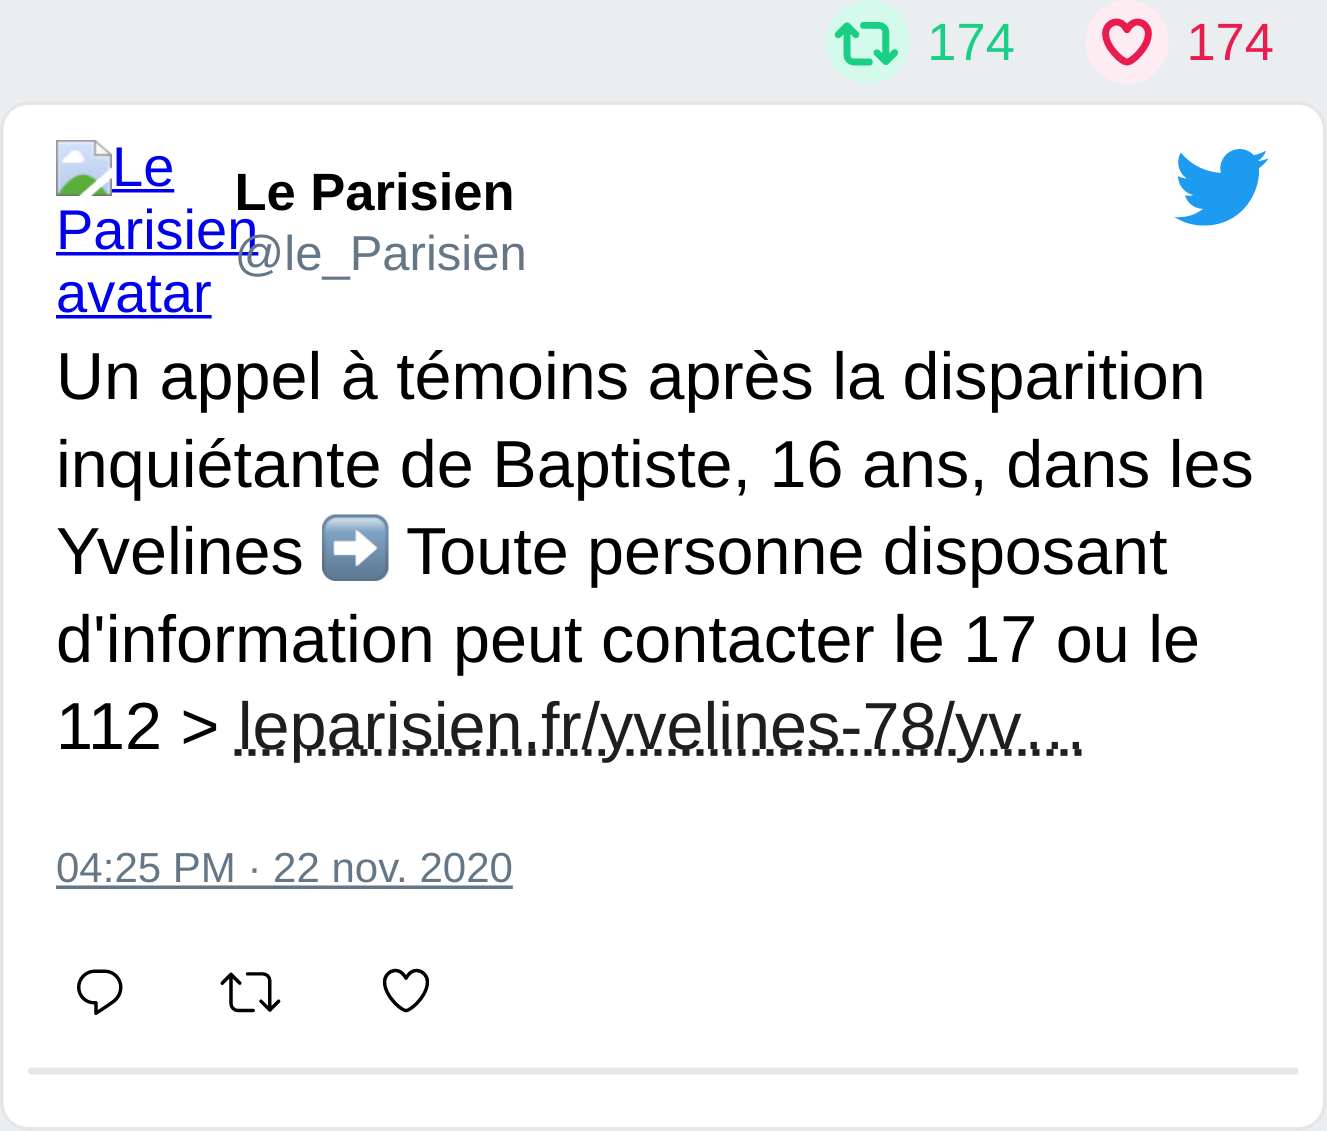 174 174
Le Parisien avatar
Le Parisien
@le_Parisien
Un appel à témoins après la disparition
inquiétante de Baptiste, 16 ans, dans les
Yvelines ➡️ Toute personne disposant
d'information peut contacter le 17 ou le
112 > leparisien.fr/yvelines-78/yv…
04:25 PM · 22 nov. 2020